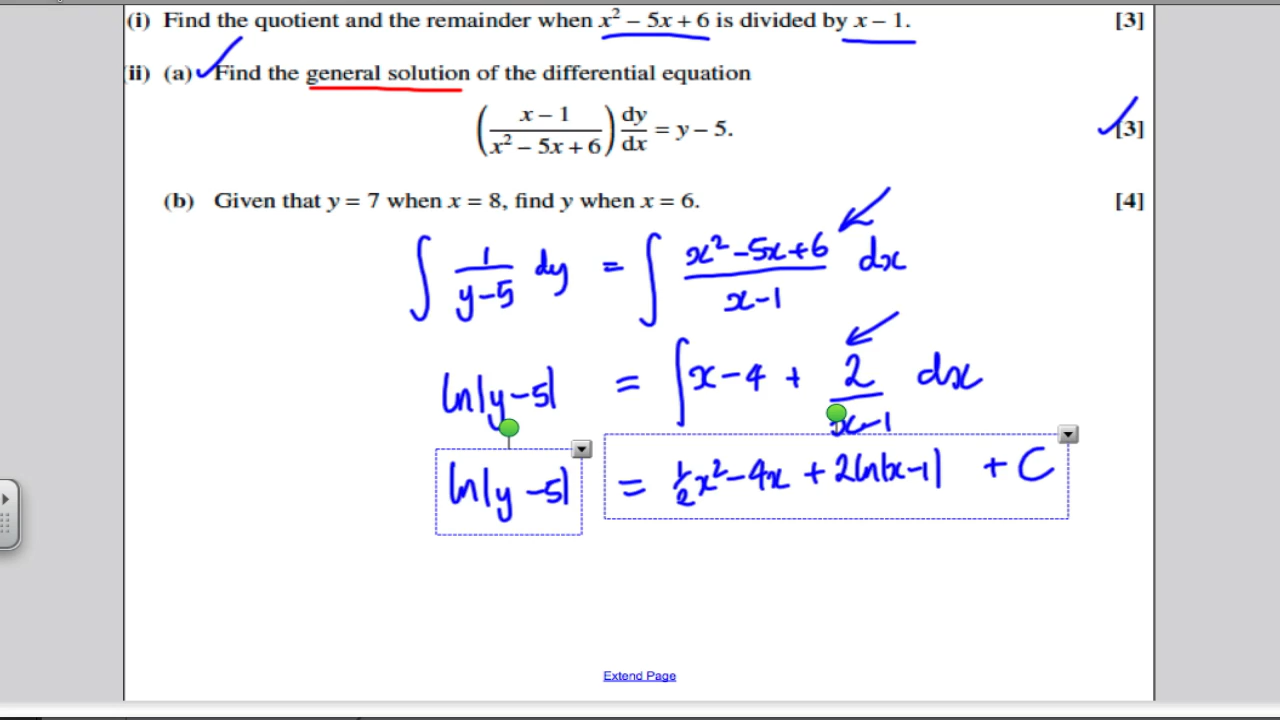 (i) Find the quotient and the remainder when x² − 5x + 6 is divided by x − 1. [3]
(ii) (a) Find the general solution of the differential equation
(x − 1 / x² − 5x + 6) dy/dx = y − 5. [3]
(b) Given that y = 7 when x = 8, find y when x = 6. [4]
∫ 1/(y−5) dy = ∫ (x²−5x+6)/(x−1) dx
ln|y−5| = ∫ x−4 + 2/(x−1) dx
ln|y−5| = ½x²−4x + 2ln|x−1| + C
Extend Page